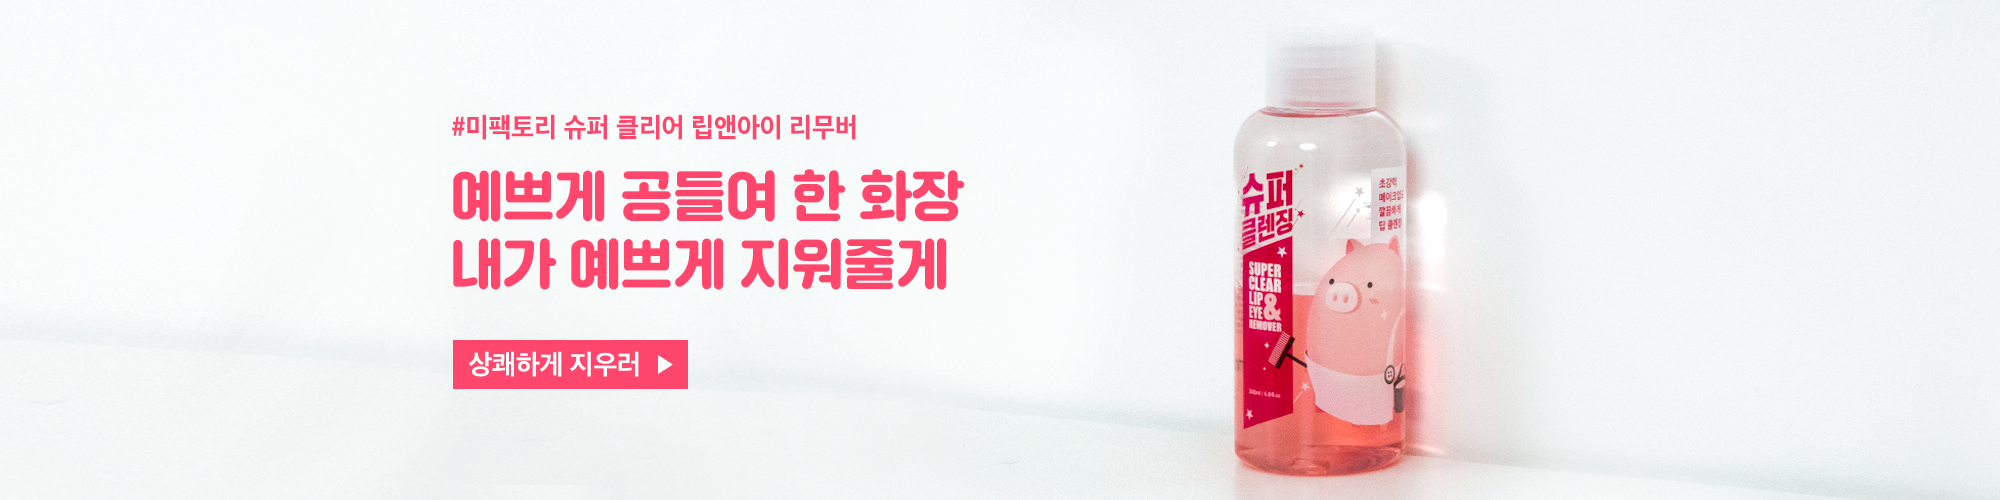 #미팩토리 슈퍼 클리어 립앤아이 리무버
예쁘게 공들여 한 화장
내가 예쁘게 지워줄게
상쾌하게 지우러
슈퍼
클렌징
초강력
메이크업도
깔끔하게
딥 클렌징
SUPER
CLEAR
LIP &
EYE
REMOVER
200ml / 6.8fl.oz